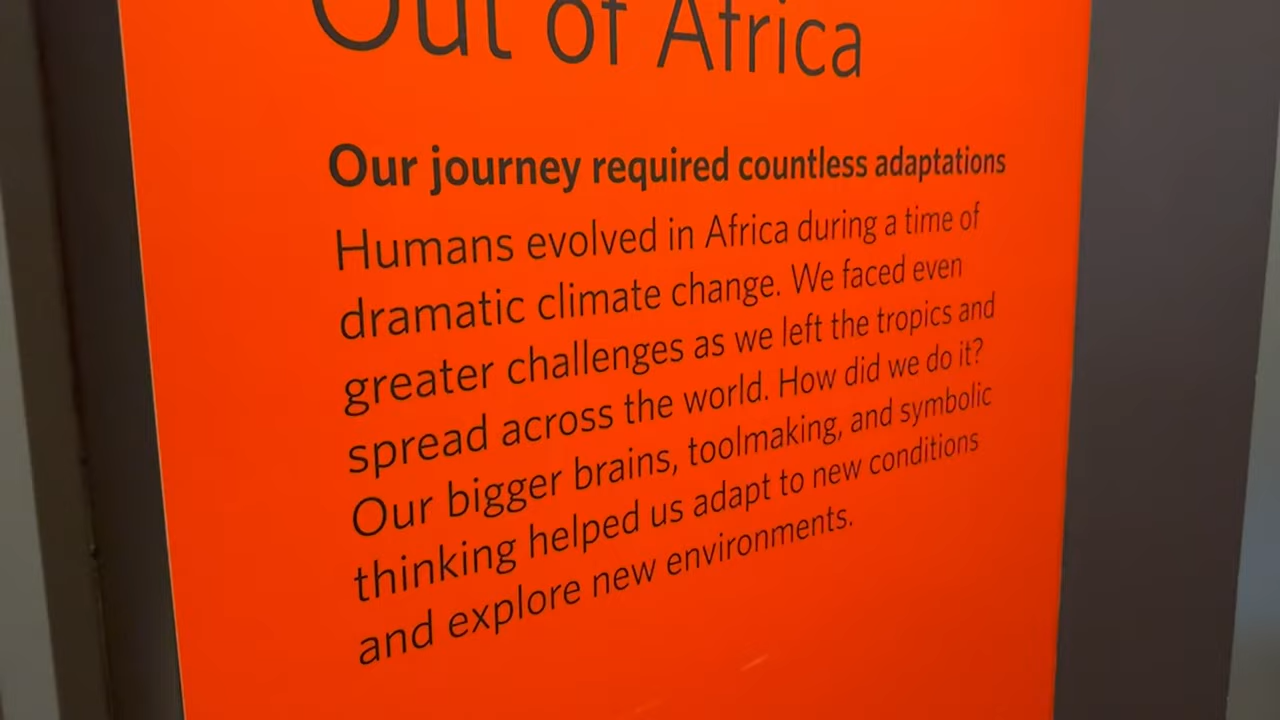 Out of Africa
Our journey required countless adaptations
Humans evolved in Africa during a time of
dramatic climate change. We faced even
greater challenges as we left the tropics and
spread across the world. How did we do it?
Our bigger brains, toolmaking, and symbolic
thinking helped us adapt to new conditions
and explore new environments.